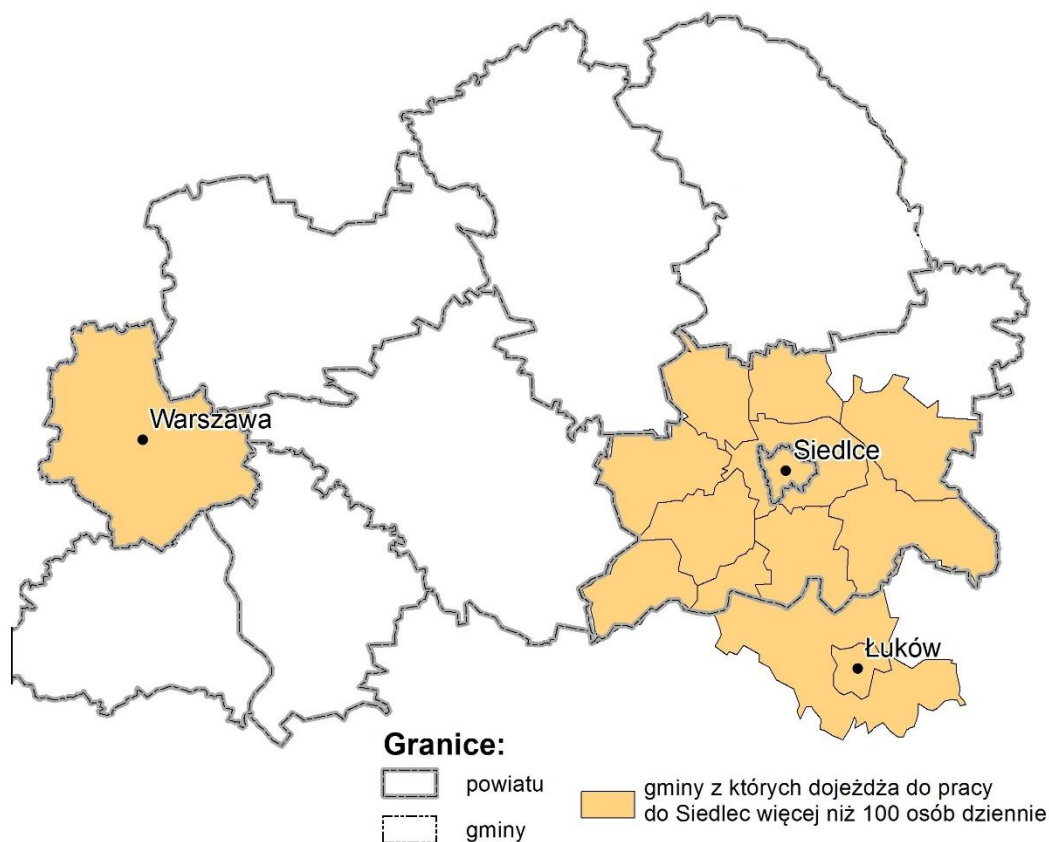 Warszawa
Siedlce
Łuków
Granice:
powiatu
gminy
gminy z których dojeżdża do pracy
do Siedlec więcej niż 100 osób dziennie